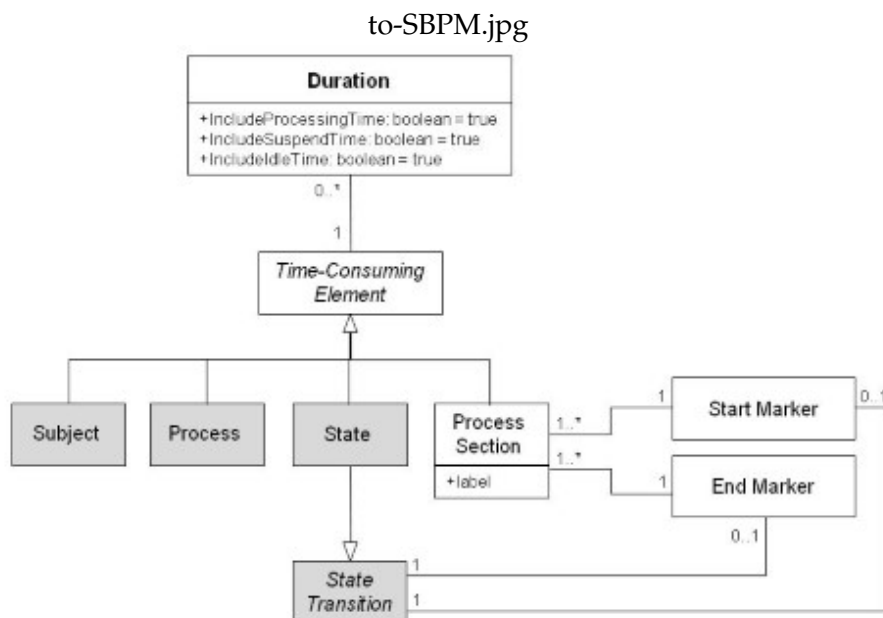 to-SBPM.jpg
Duration
+IncludeProcessingTime: boolean = true
+IncludeSuspendTime: boolean = true
+IncludeIdleTime: boolean = true
0..*
1
Time-Consuming
Element
Subject
Process
State
Process
Section
+label
1..*
1
Start Marker
0..1
1..*
1
End Marker
0..1
State
Transition
1
1